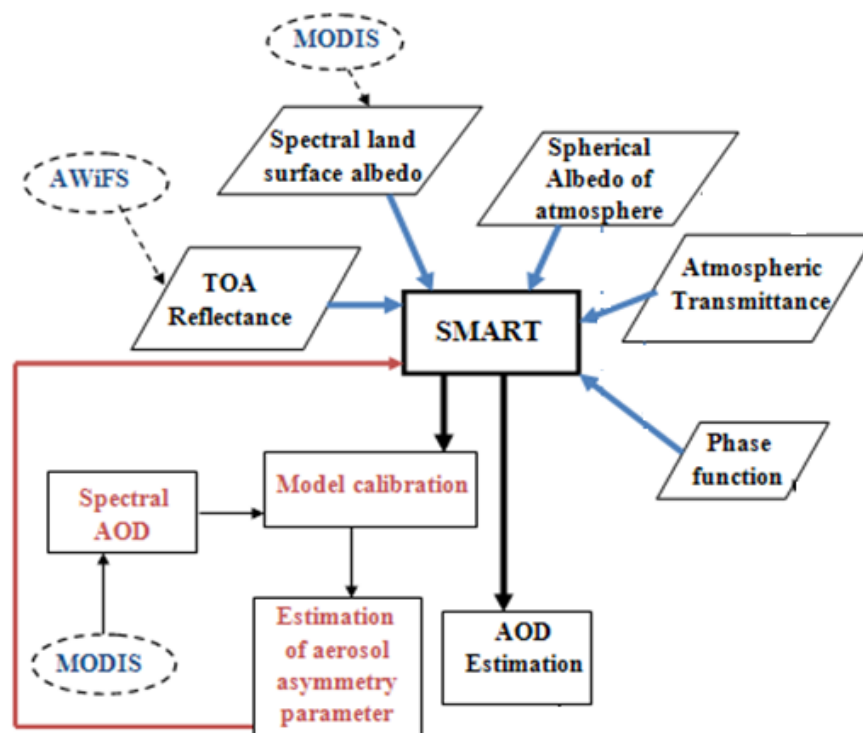 MODIS
Spectral land
surface albedo
Spherical
Albedo of
atmosphere
AWiFS
TOA
Reflectance
Atmospheric
Transmittance
SMART
Phase
function
Model calibration
Spectral
AOD
Estimation
of aerosol
asymmetry
parameter
AOD
Estimation
MODIS